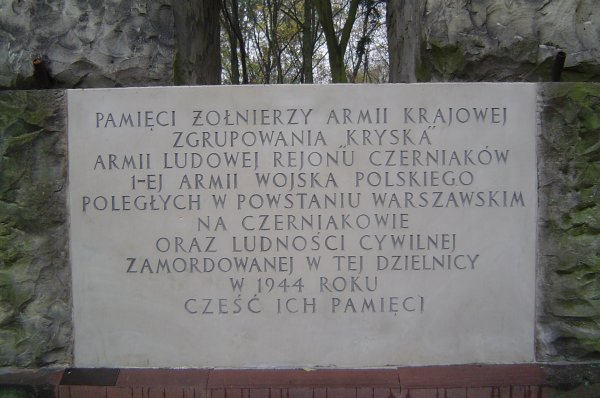 PAMIĘCI ŻOŁNIERZY ARMII KRAJOWEJ
ZGRUPOWANIA „KRYSKA"
ARMII LUDOWEJ REJONU CZERNIAKÓW
1-EJ ARMII WOJSKA POLSKIEGO
POLEGŁYCH W POWSTANIU WARSZAWSKIM
NA CZERNIAKOWIE
ORAZ LUDNOŚCI CYWILNEJ
ZAMORDOWANEJ W TEJ DZIELNICY
W 1944 ROKU
CZEŚĆ ICH PAMIĘCI